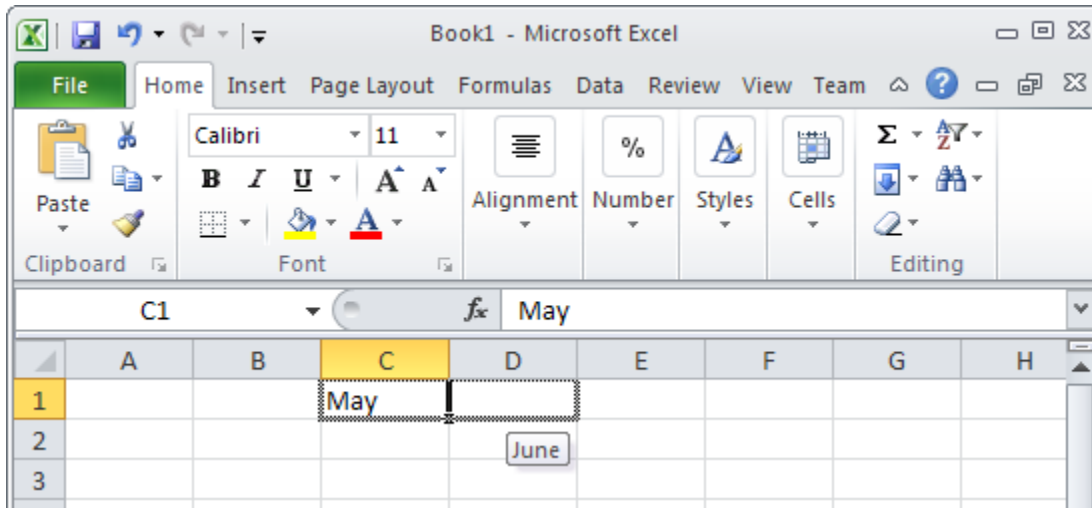 Book1 - Microsoft Excel
File Home Insert Page Layout Formulas Data Review View Team
Calibri 11 % Σ A Z
Paste B I U A A Alignment Number Styles Cells
A
Clipboard Font Editing
C1 fx May
A B C D E F G H
1 May
2 June
3